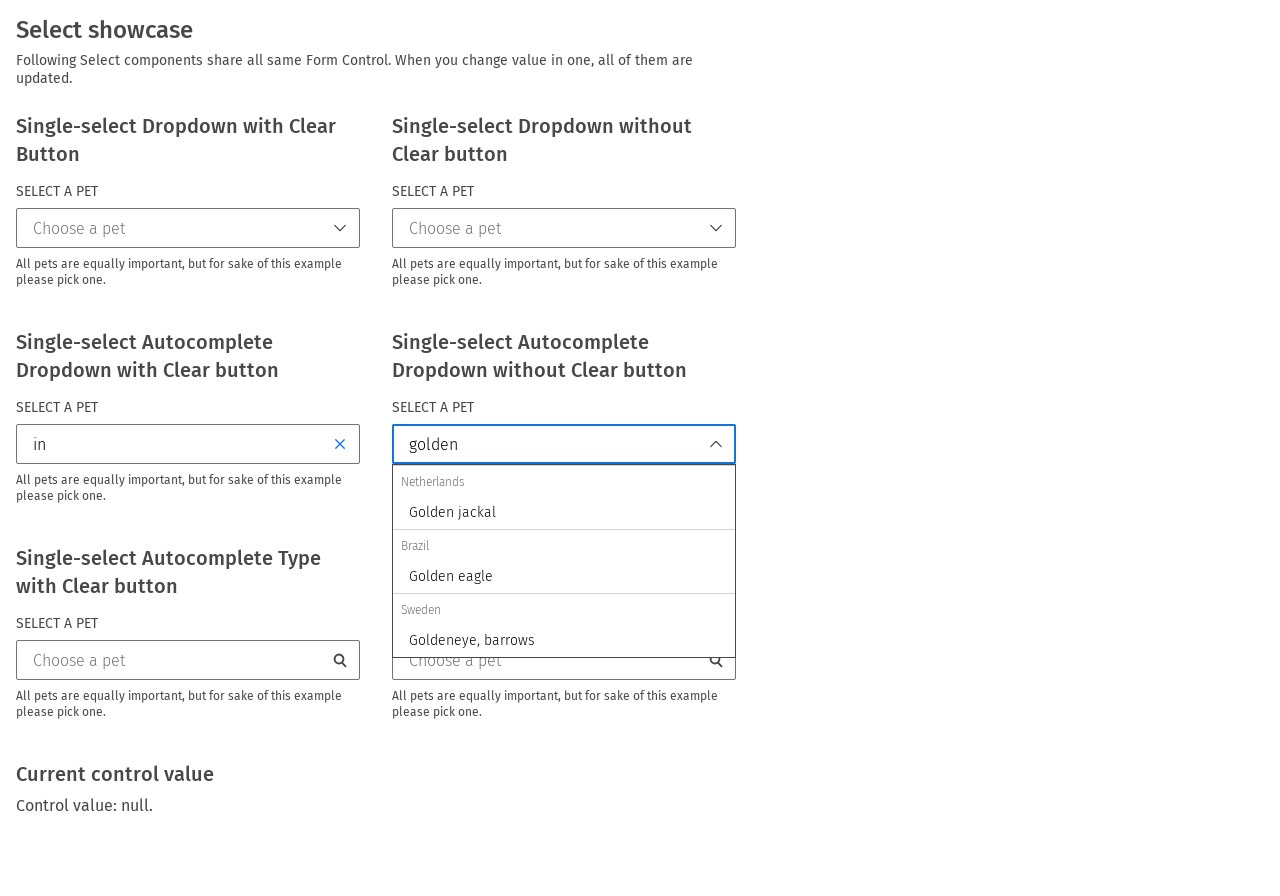 Select showcase
Following Select components share all same Form Control. When you change value in one, all of them are
updated.
Single-select Dropdown with Clear
Button
SELECT A PET
Choose a pet
All pets are equally important, but for sake of this example
please pick one.
Single-select Dropdown without
Clear button
SELECT A PET
Choose a pet
All pets are equally important, but for sake of this example
please pick one.
Single-select Autocomplete
Dropdown with Clear button
SELECT A PET
in
All pets are equally important, but for sake of this example
please pick one.
Single-select Autocomplete
Dropdown without Clear button
SELECT A PET
golden
Netherlands
Golden jackal
Brazil
Golden eagle
Sweden
Goldeneye, barrows
Single-select Autocomplete Type
with Clear button
SELECT A PET
Choose a pet
All pets are equally important, but for sake of this example
please pick one.
Choose a pet
All pets are equally important, but for sake of this example
please pick one.
Current control value
Control value: null.